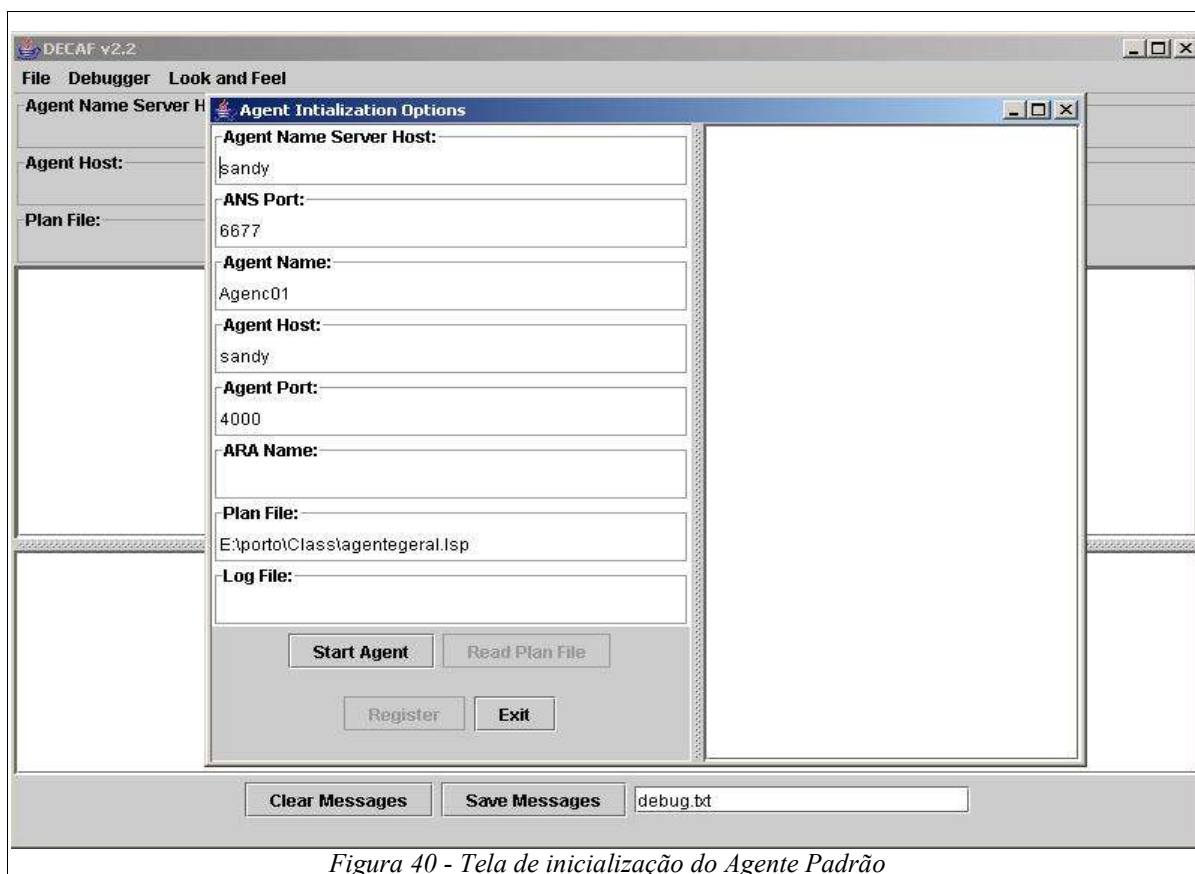 DECAF v2.2
File Debugger Look and Feel
Agent Name Server H
Agent Host:
Plan File:
Agent Intialization Options
Agent Name Server Host:
sandy
ANS Port:
6677
Agent Name:
Agenc01
Agent Host:
sandy
Agent Port:
4000
ARA Name:
Plan File:
E:\porto\Class\agentegeral.lsp
Log File:
Start Agent Read Plan File
Register Exit
Clear Messages Save Messages debug.txt
Figura 40 - Tela de inicialização do Agente Padrão